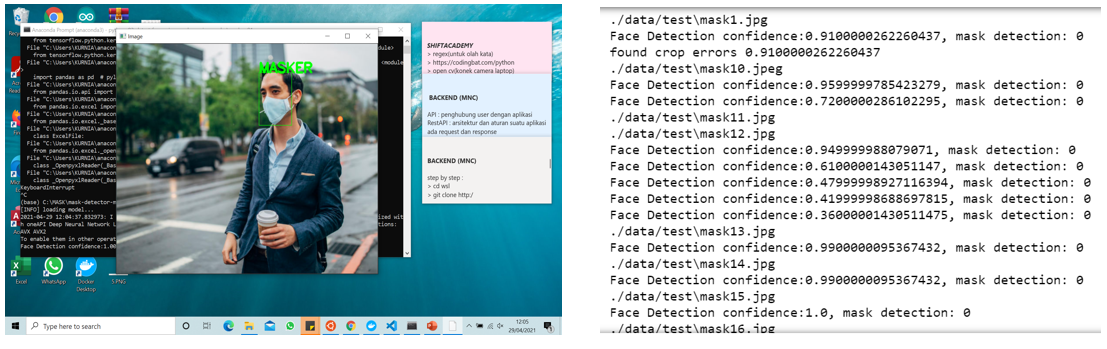 Anaconda Prompt (anaconda3)
Image
from tensorflow.python.ker
File "C:\Users\KURNIA\anacon
from tensorflow.python.ker
File "C:\Users\KURNIA\anacon
import pandas as pd # pyl
File "C:\Users\KURNIA\anacon
from pandas.io.api import
File "C:\Users\KURNIA\anacon
from pandas.io.excel impor
File "C:\Users\KURNIA\anacon
from pandas.io.excel._base
File "C:\Users\KURNIA\anacon
class ExcelFile:
File "C:\Users\KURNIA\anacon
from pandas.io.excel._open
File "C:\Users\KURNIA\anacon
class _OpenpyxlReader(_Bas
File "C:\Users\KURNIA\anacon
class _OpenpyxlReader(_Bas
KeyboardInterrupt
^C
(base) C:\MASK\mask-detector-m
[INFO] loading model...
2021-04-29 12:04:37.832973: I
h oneAPI Deep Neural Network L
AVX AVX2
To enable them in other operat
Face Detection confidence:1.00
MASKER
SHIFTACADEMY
> regex(untuk olah kata)
> https://codingbat.com/python
> open cv(konek camera laptop)
BACKEND (MNC)
API : penghubung user dengan aplikasi
RestAPI : arsitektur dan aturan suatu aplikasi
ada request dan response
BACKEND (MNC)
step by step :
> cd wsl
> git clone http:/
Excel
WhatsApp
Docker
Desktop
5.PNG
Type here to search
12:05
29/04/2021
./data/test\mask1.jpg
Face Detection confidence:0.9100000262260437, mask detection: 0
found crop errors 0.9100000262260437
./data/test\mask10.jpeg
Face Detection confidence:0.959999978542​3279, mask detection: 0
Face Detection confidence:0.7200000286102295, mask detection: 0
./data/test\mask11.jpg
./data/test\mask12.jpg
Face Detection confidence:0.949999988079071, mask detection: 0
Face Detection confidence:0.6100000143051147, mask detection: 0
Face Detection confidence:0.47999998927116394, mask detection: 0
Face Detection confidence:0.41999998688697815, mask detection: 0
Face Detection confidence:0.36000001430511475, mask detection: 0
./data/test\mask13.jpg
Face Detection confidence:0.9900000095367432, mask detection: 0
./data/test\mask14.jpg
Face Detection confidence:0.9900000095367432, mask detection: 0
./data/test\mask15.jpg
Face Detection confidence:1.0, mask detection: 0
./data/test\mask16.jpg